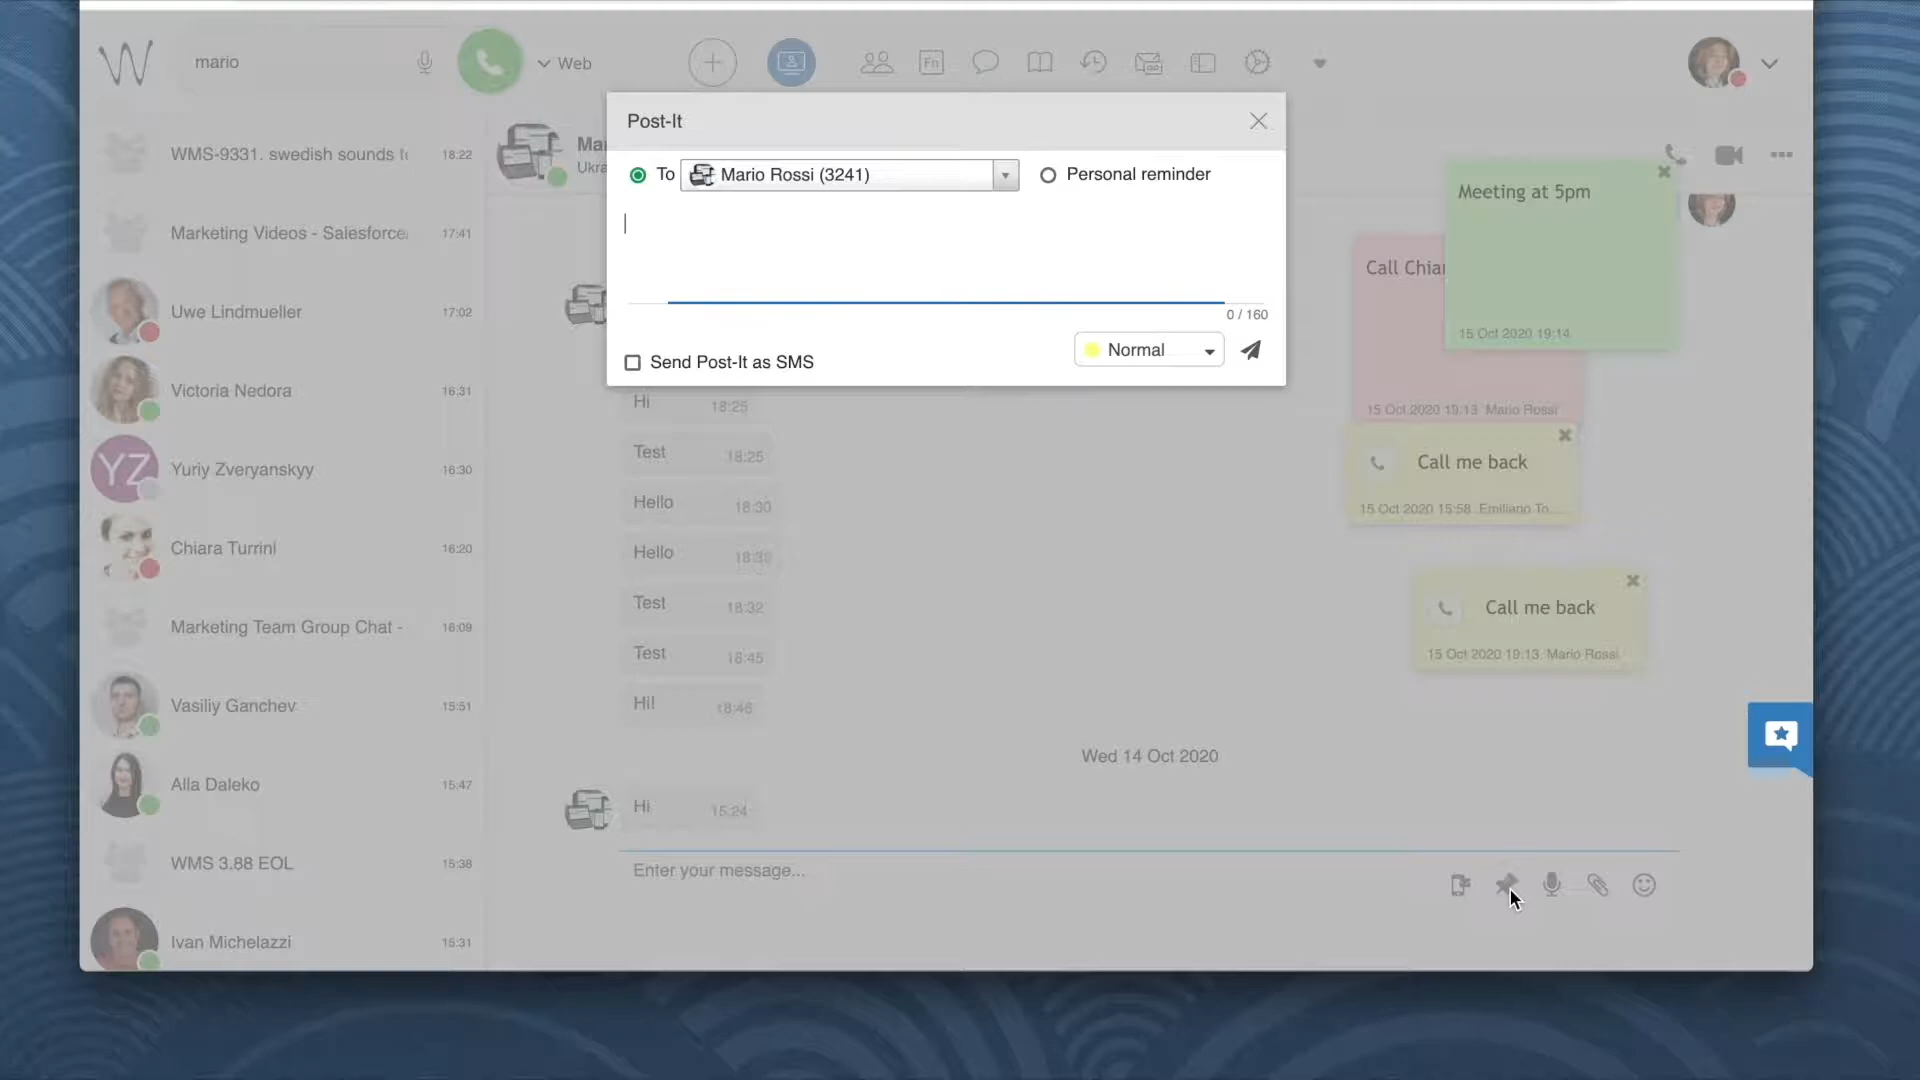 mario
Web
Fn
Post-It
To Mario Rossi (3241)
Personal reminder
0 / 160
Send Post-It as SMS
Normal
WMS-9331. swedish sounds t
18:22
Marketing Videos - Salesforce
17:41
Uwe Lindmueller
17:02
Victoria Nedora
16:31
YZ
Yuriy Zveryanskyy
16:30
Chiara Turrini
16:20
Marketing Team Group Chat -
16:09
Vasiliy Ganchev
15:51
Alla Daleko
15:47
WMS 3.88 EOL
15:38
Ivan Michelazzi
15:31
Ma
Ukra
Hi
18:25
Test
18:25
Hello
18:30
Hello
Test
18:32
Test
18:45
Hi!
18:46
Wed 14 Oct 2020
Hi
15:24
Enter your message...
Meeting at 5pm
15 Oct 2020 19:14
Call Chiar
15 Oct 2020 19:13 Mario Rossi
Call me back
15 Oct 2020 15:58 Emiliano To...
Call me back
15 Oct 2020 19:13 Mario Rossi